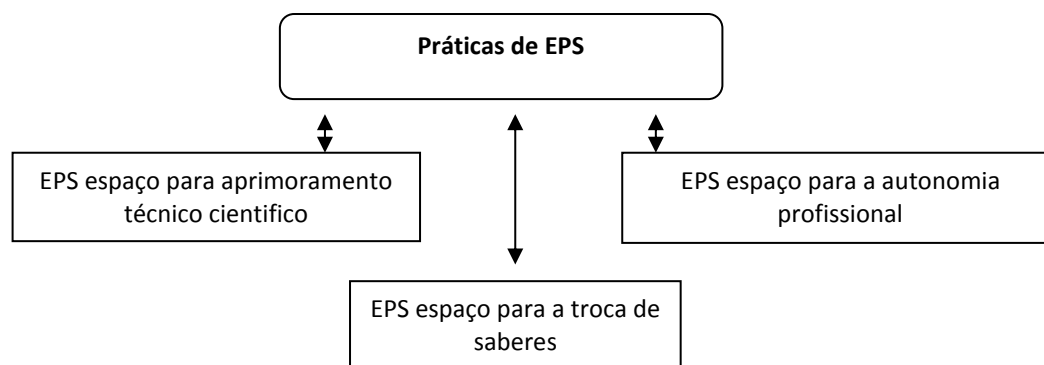 Práticas de EPS
EPS espaço para aprimoramento
técnico cientifico
EPS espaço para a autonomia
profissional
EPS espaço para a troca de
saberes